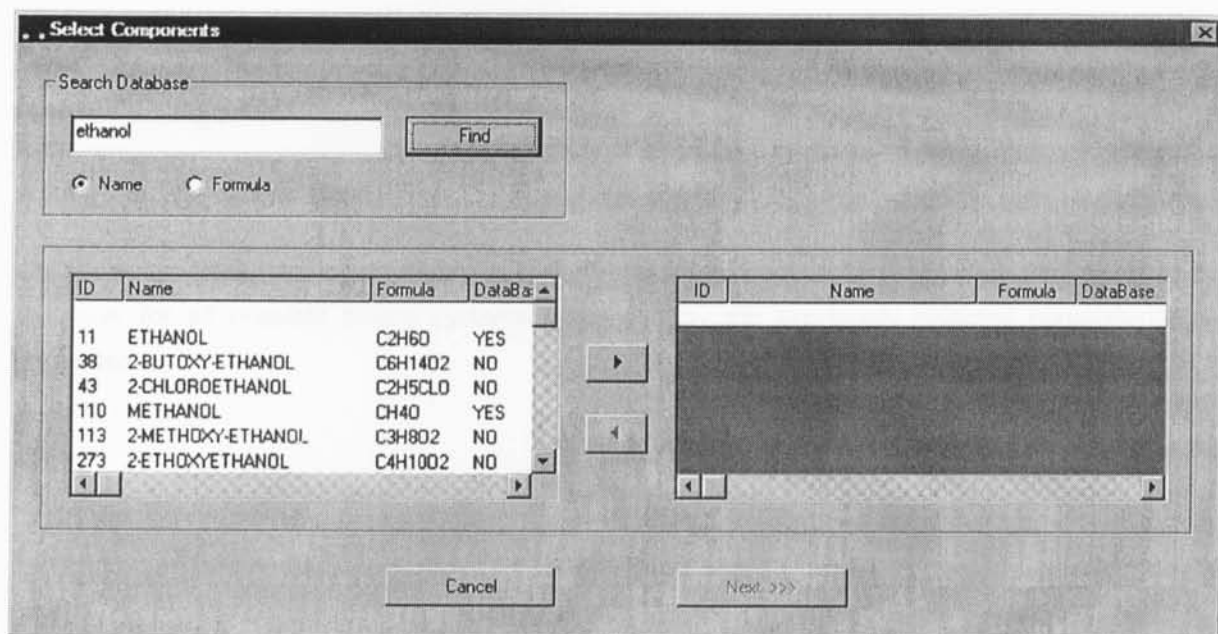 Select Components
Search Database
ethanol
Find
Name
Formula
ID Name Formula DataBa
11 ETHANOL C2H6O YES
38 2-BUTOXY-ETHANOL C6H14O2 NO
43 2-CHLOROETHANOL C2H5CLO NO
110 METHANOL CH4O YES
113 2-METHOXY-ETHANOL C3H8O2 NO
273 2-ETHOXYETHANOL C4H10O2 NO
ID Name Formula DataBase
Cancel
Next >>>